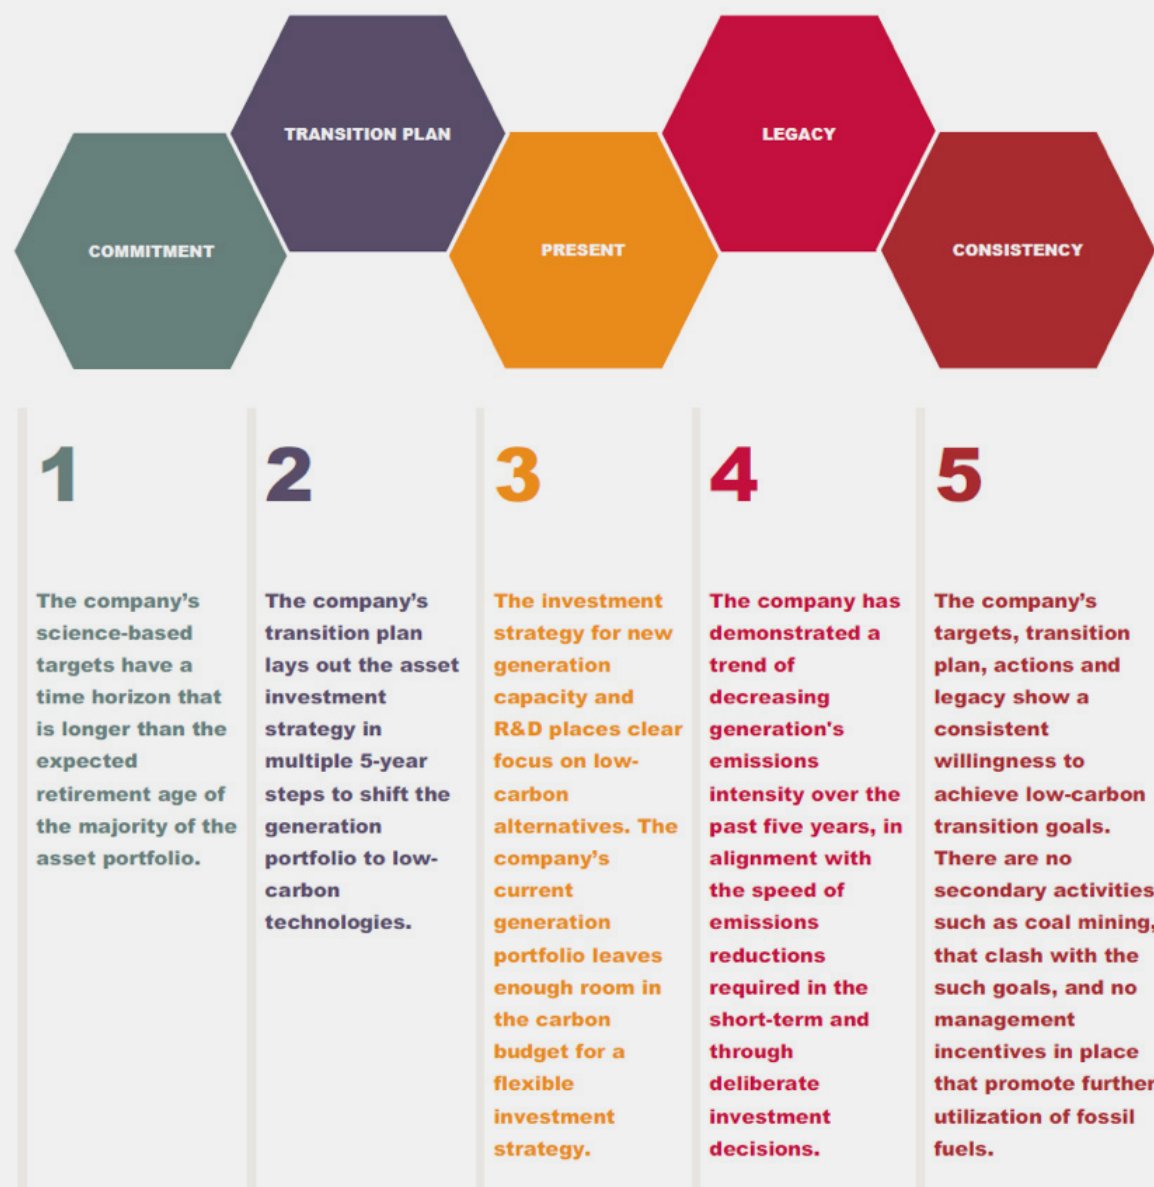 TRANSITION PLAN
LEGACY
COMMITMENT
PRESENT
CONSISTENCY
1
The company's
science-based
targets have a
time horizon that
is longer than the
expected
retirement age of
the majority of the
asset portfolio.
2
The company's
transition plan
lays out the asset
investment
strategy in
multiple 5-year
steps to shift the
generation
portfolio to low-
carbon
technologies.
3
The investment
strategy for new
generation
capacity and
R&D places clear
focus on low-
carbon
alternatives. The
company's
current
generation
portfolio leaves
enough room in
the carbon
budget for a
flexible
investment
strategy.
4
The company has
demonstrated a
trend of
decreasing
generation's
emissions
intensity over the
past five years, in
alignment with
the speed of
emissions
reductions
required in the
short-term and
through
deliberate
investment
decisions.
5
The company's
targets, transition
plan, actions and
legacy show a
consistent
willingness to
achieve low-carbon
transition goals.
There are no
secondary activities
such as coal mining,
that clash with the
such goals, and no
management
incentives in place
that promote further
utilization of fossil
fuels.